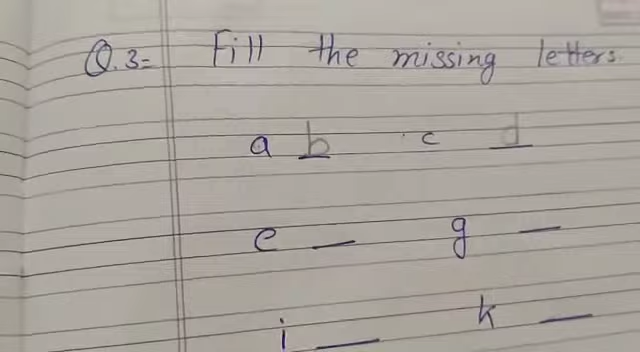 Q.3= Fill the missing letters
a b c d
e _ g _
i _ k _